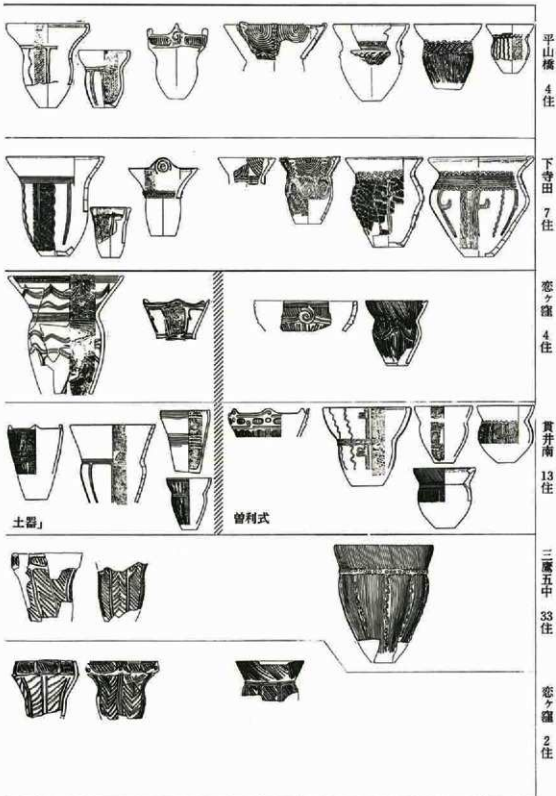 平山橋 4住
下寺田 7住
恋ヶ窪 4住
貫井南 13住
土器」
曽利式
三鷹五中 33住
恋ヶ窪 2住